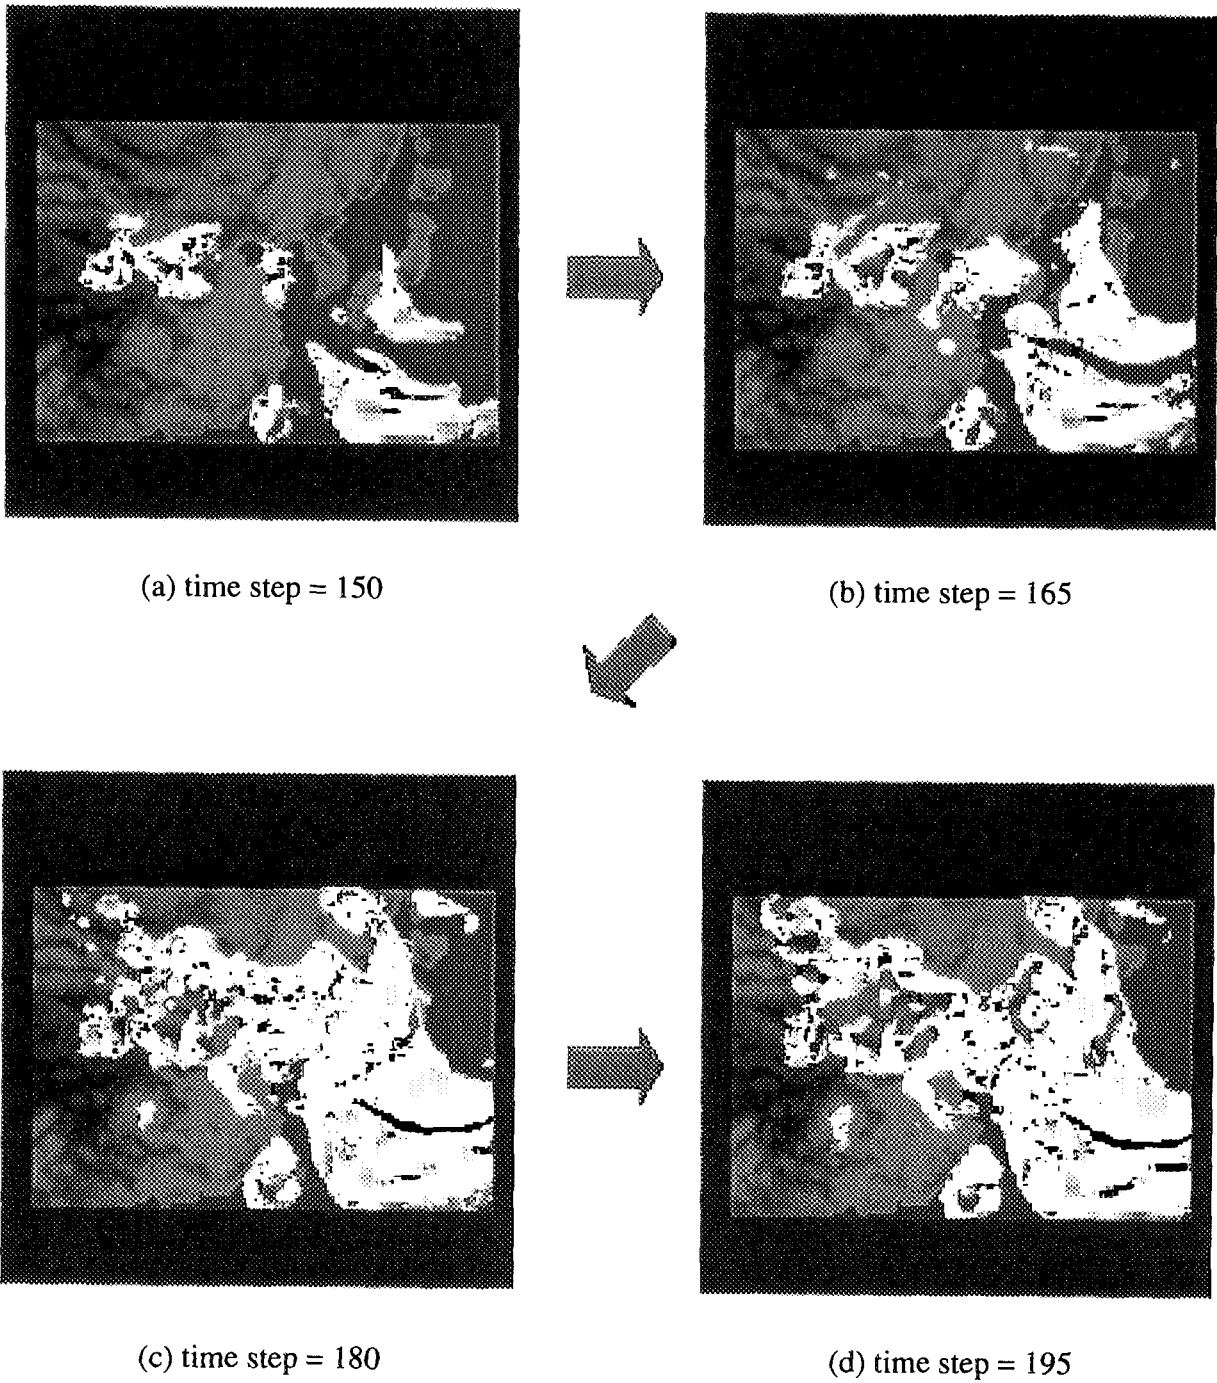 (a) time step = 150
(b) time step = 165
(c) time step = 180
(d) time step = 195